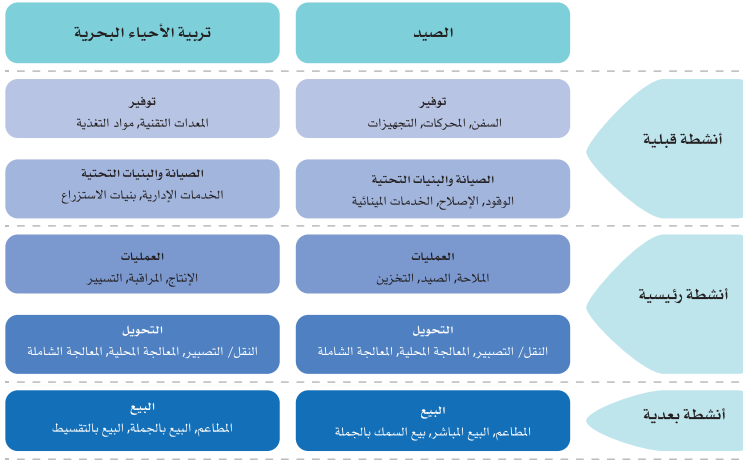 الصيد
تربية الأحياء البحرية
أنشطة قبلية
توفير
السفن, المحركات, التجهيزات
توفير
المعدات التقنية, مواد التغذية
الصيانة والبنيات التحتية
الوقود, الإصلاح, الخدمات المينائية
الصيانة والبنيات التحتية
الخدمات الإدارية, بنيات الاستزراع
أنشطة رئيسية
العمليات
الملاحة, الصيد, التخزين
العمليات
الإنتاج, المراقبة, التسيير
التحويل
النقل/ التصبير, المعالجة المحلية, المعالجة الشاملة
التحويل
النقل/ التصبير, المعالجة المحلية, المعالجة الشاملة
أنشطة بعدية
البيع
المطاعم, البيع المباشر, بيع السمك بالجملة
البيع
المطاعم, البيع بالجملة, البيع بالتقسيط